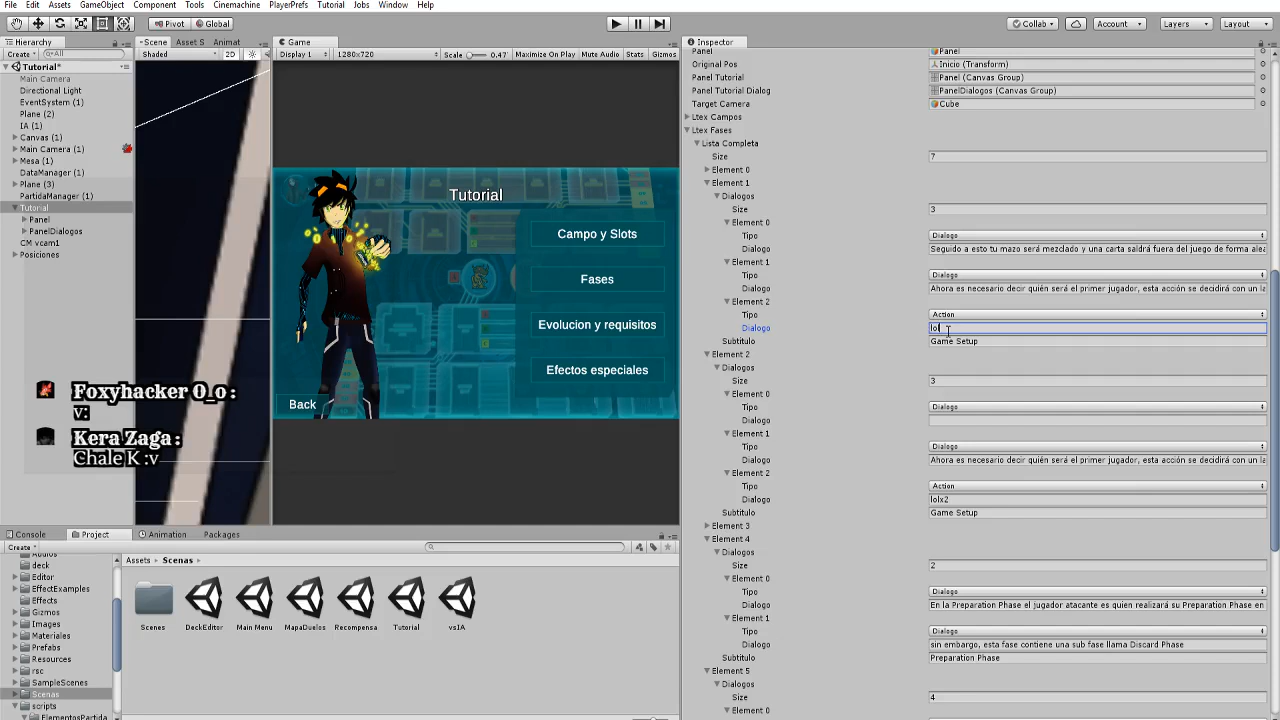 File Edit Assets GameObject Component Tools Cinemachine PlayerPrefs Tutorial Jobs Window Help
Pivot Global Collab Account Layers Layout
Hierarchy Scene Asset S Animat Game Inspector
Create All Shaded 2D Display 1 1280x720 Scale 0.47 Maximize On Play Mute Audio Stats Gizmos
Tutorial*
Main Camera
Directional Light
EventSystem (1)
Plane (2)
IA (1)
Canvas (1)
Main Camera (1)
Mesa (1)
DataManager (1)
Plane (3)
PartidaManager (1)
Tutorial
Panel
PanelDialogos
CM vcam1
Posiciones
Tutorial
Campo y Slots
Fases
Evolucion y requisitos
Efectos especiales
Back
Foxyhacker O_o :
v:
Kera Zaga :
Chale K :v
Panel Panel
Original Pos Inicio (Transform)
Panel Tutorial Panel (Canvas Group)
Panel Tutorial Dialog PanelDialogos (Canvas Group)
Target Camera Cube
Ltex Campos
Ltex Fases
Lista Completa
Size 7
Element 0
Element 1
Dialogos
Size 3
Element 0
Tipo Dialogo
Dialogo Seguido a esto tu mazo será mezclado y una carta saldrá fuera del juego de forma alea
Element 1
Tipo Dialogo
Dialogo Ahora es necesario decir quién será el primer jugador, esta acción se decidirá con un la
Element 2
Tipo Action
Dialogo lol
Subtitulo Game Setup
Element 2
Dialogos
Size 3
Element 0
Tipo Dialogo
Dialogo
Element 1
Tipo Dialogo
Dialogo Ahora es necesario decir quién será el primer jugador, esta acción se decidirá con un la
Element 2
Tipo Action
Dialogo lolx2
Subtitulo Game Setup
Element 3
Element 4
Dialogos
Size 2
Element 0
Tipo Dialogo
Dialogo En la Preparation Phase el jugador atacante es quien realizará su Preparation Phase en
Element 1
Tipo Dialogo
Dialogo sin embargo, esta fase contiene una sub fase llama Discard Phase
Subtitulo Preparation Phase
Element 5
Dialogos
Size 4
Element 0
Console Project Animation Packages
Create
Audios
deck
Editor
EffectExamples
Effects
Gizmos
Images
Materiales
Prefabs
Resources
rsc
SampleScenes
Scenas
scripts
ElementosPartida
Assets Scenas
Scenes DeckEditor Main Menu MapaDuelos Recompensa Tutorial vsIA